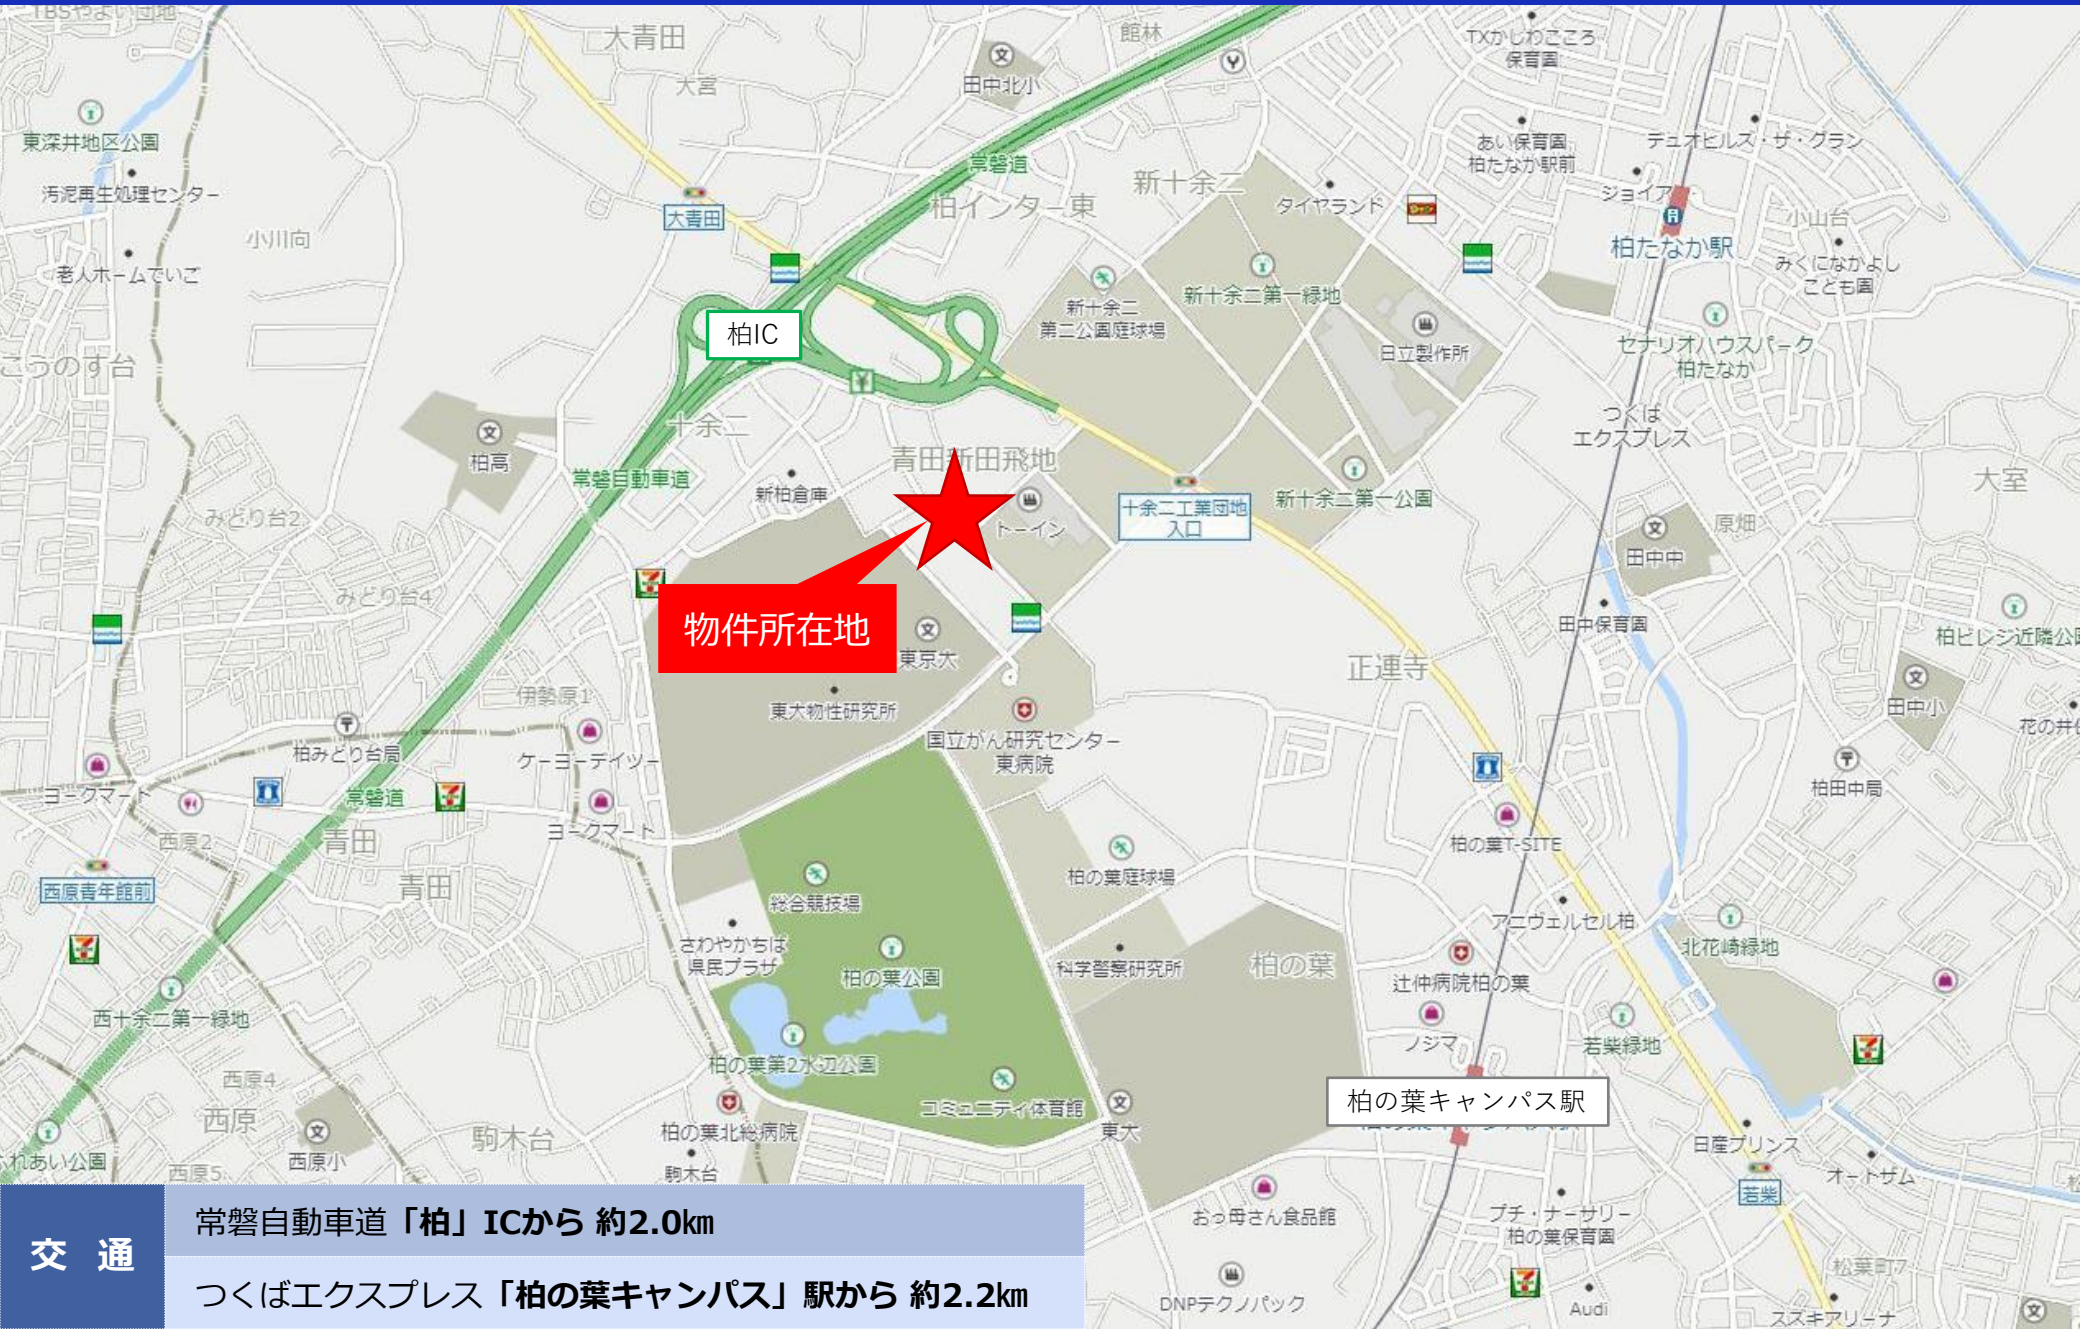 TBSやよい団地
大青田
館林
TXかしわこころ
保育園
大宮
田中北小
東深井地区公園
あい保育園
柏たなか駅前
デュオヒルズ・ザ・グラン
常磐道
新十余二
汚泥再生処理センター
柏インター東
タイヤランド
ジョイア
大青田
小山台
小川向
柏たなか駅
老人ホームでいご
みくになかよし
こども園
新十余二
第二公園庭球場
新十余二第一緑地
柏IC
日立製作所
セナリオハウスパーク
柏たなか
こうのす台
つくば
エクスプレス
十余二
柏高
青田新田飛地
常磐自動車道
新柏倉庫
新十余二第一公園
大室
十余二工業団地
入口
トーイン
みどり台2
原畑
田中中
みどり台4
物件所在地
田中保育園
柏ビレジ近隣公園
東京大
正連寺
伊勢原1
東大物性研究所
田中小
花の井
柏みどり台局
ケーヨーデイツー
国立がん研究センター
東病院
柏田中局
ヨークマート
常磐道
ヨークマート
西原2
青田
柏の葉T-SITE
青田
柏の葉庭球場
西原青年館前
総合競技場
アニヴェルセル柏
さわやかちば
県民プラザ
北花崎緑地
柏の葉公園
科学警察研究所
柏の葉
辻仲病院柏の葉
西十余二第一緑地
ノジマ
若柴緑地
柏の葉第2水辺公園
西原4
コミュニティ体育館
柏の葉キャンパス駅
西原
駒木台
柏の葉北総病院
東大
ふれあい公園
西原5
西原小
駒木台
日産プリンス
オートザム
若柴
おっ母さん食品館
プチ・ナーサリー
柏の葉保育園
松葉町7
DNPテクノパック
Audi
スズキアリーナ
交 通
常磐自動車道「柏」ICから 約2.0㎞
つくばエクスプレス「柏の葉キャンパス」駅から 約2.2㎞